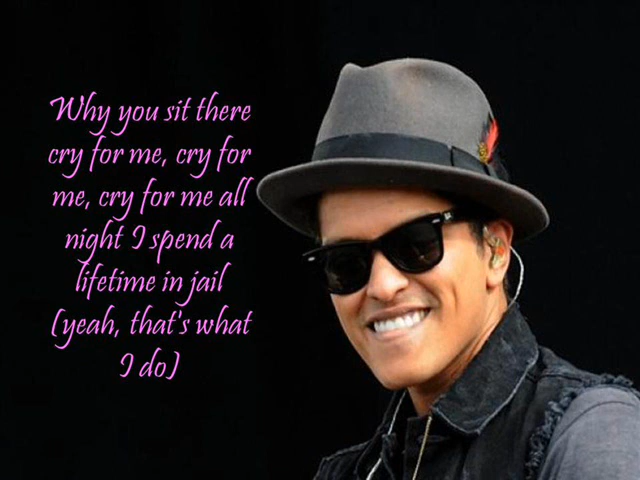 Why you sit there
cry for me, cry for
me, cry for me all
night I spend a
lifetime in jail
(yeah, that's what
I do)